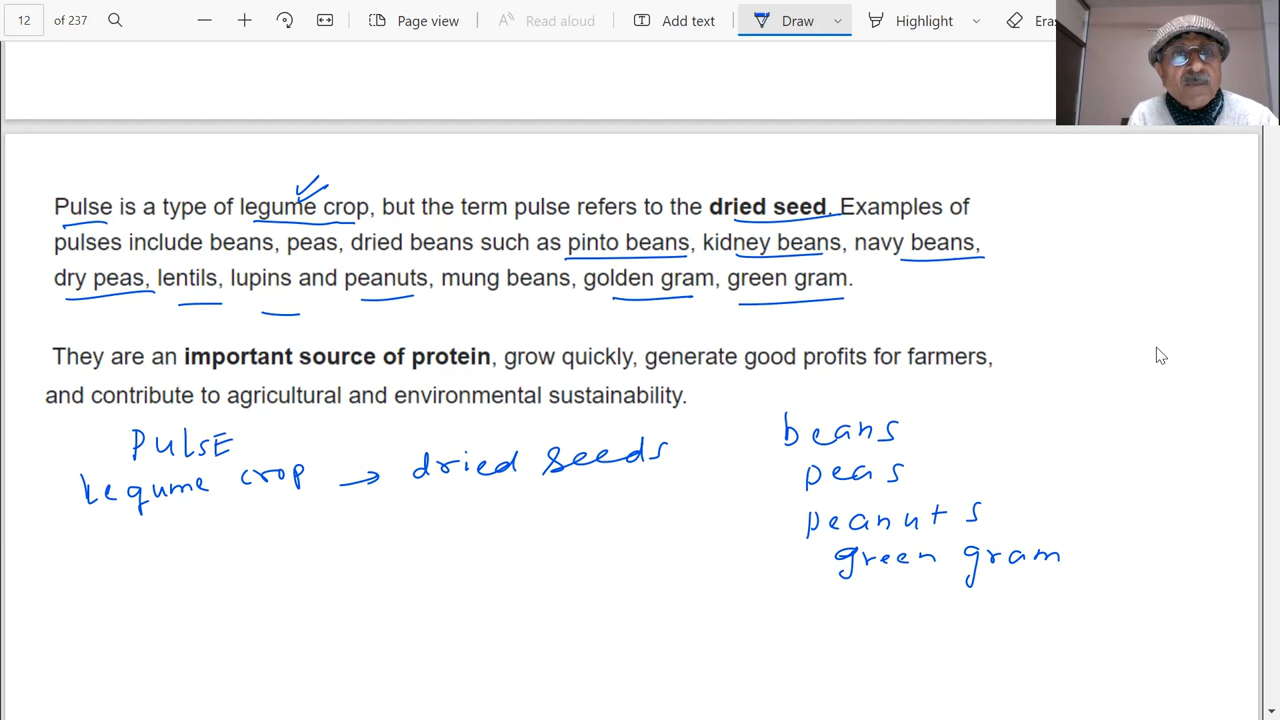 12 of 237 Page view Read aloud Add text Draw Highlight
Pulse is a type of legume crop, but the term pulse refers to the dried seed. Examples of
pulses include beans, peas, dried beans such as pinto beans, kidney beans, navy beans,
dry peas, lentils, lupins and peanuts, mung beans, golden gram, green gram.
They are an important source of protein, grow quickly, generate good profits for farmers,
and contribute to agricultural and environmental sustainability.
PULSE
Legume crop → dried seeds
beans
peas
peanuts
green gram